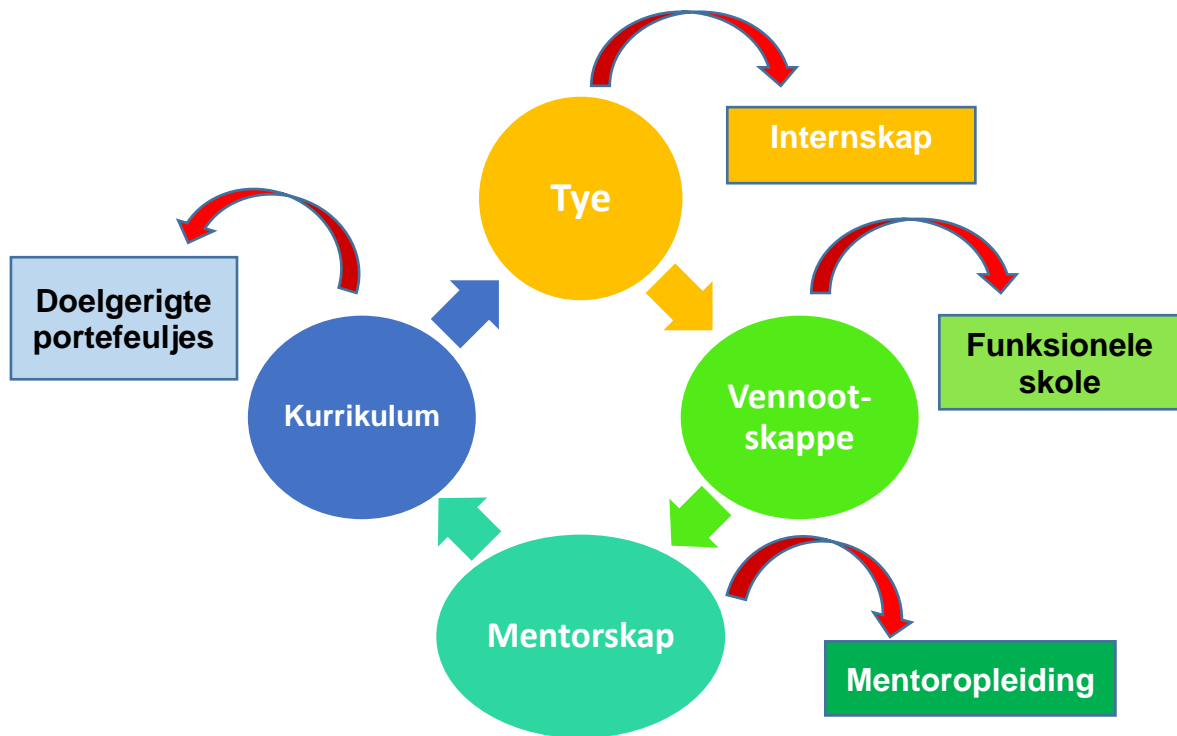 Tye
Internskap
Vennoot-
skappe
Funksionele
skole
Mentorskap
Mentoropleiding
Kurrikulum
Doelgerigte
portefeuljes